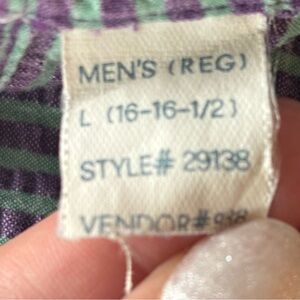 MEN'S (REG)
L (16-16-1/2)
STYLE# 29138
VENDOR#